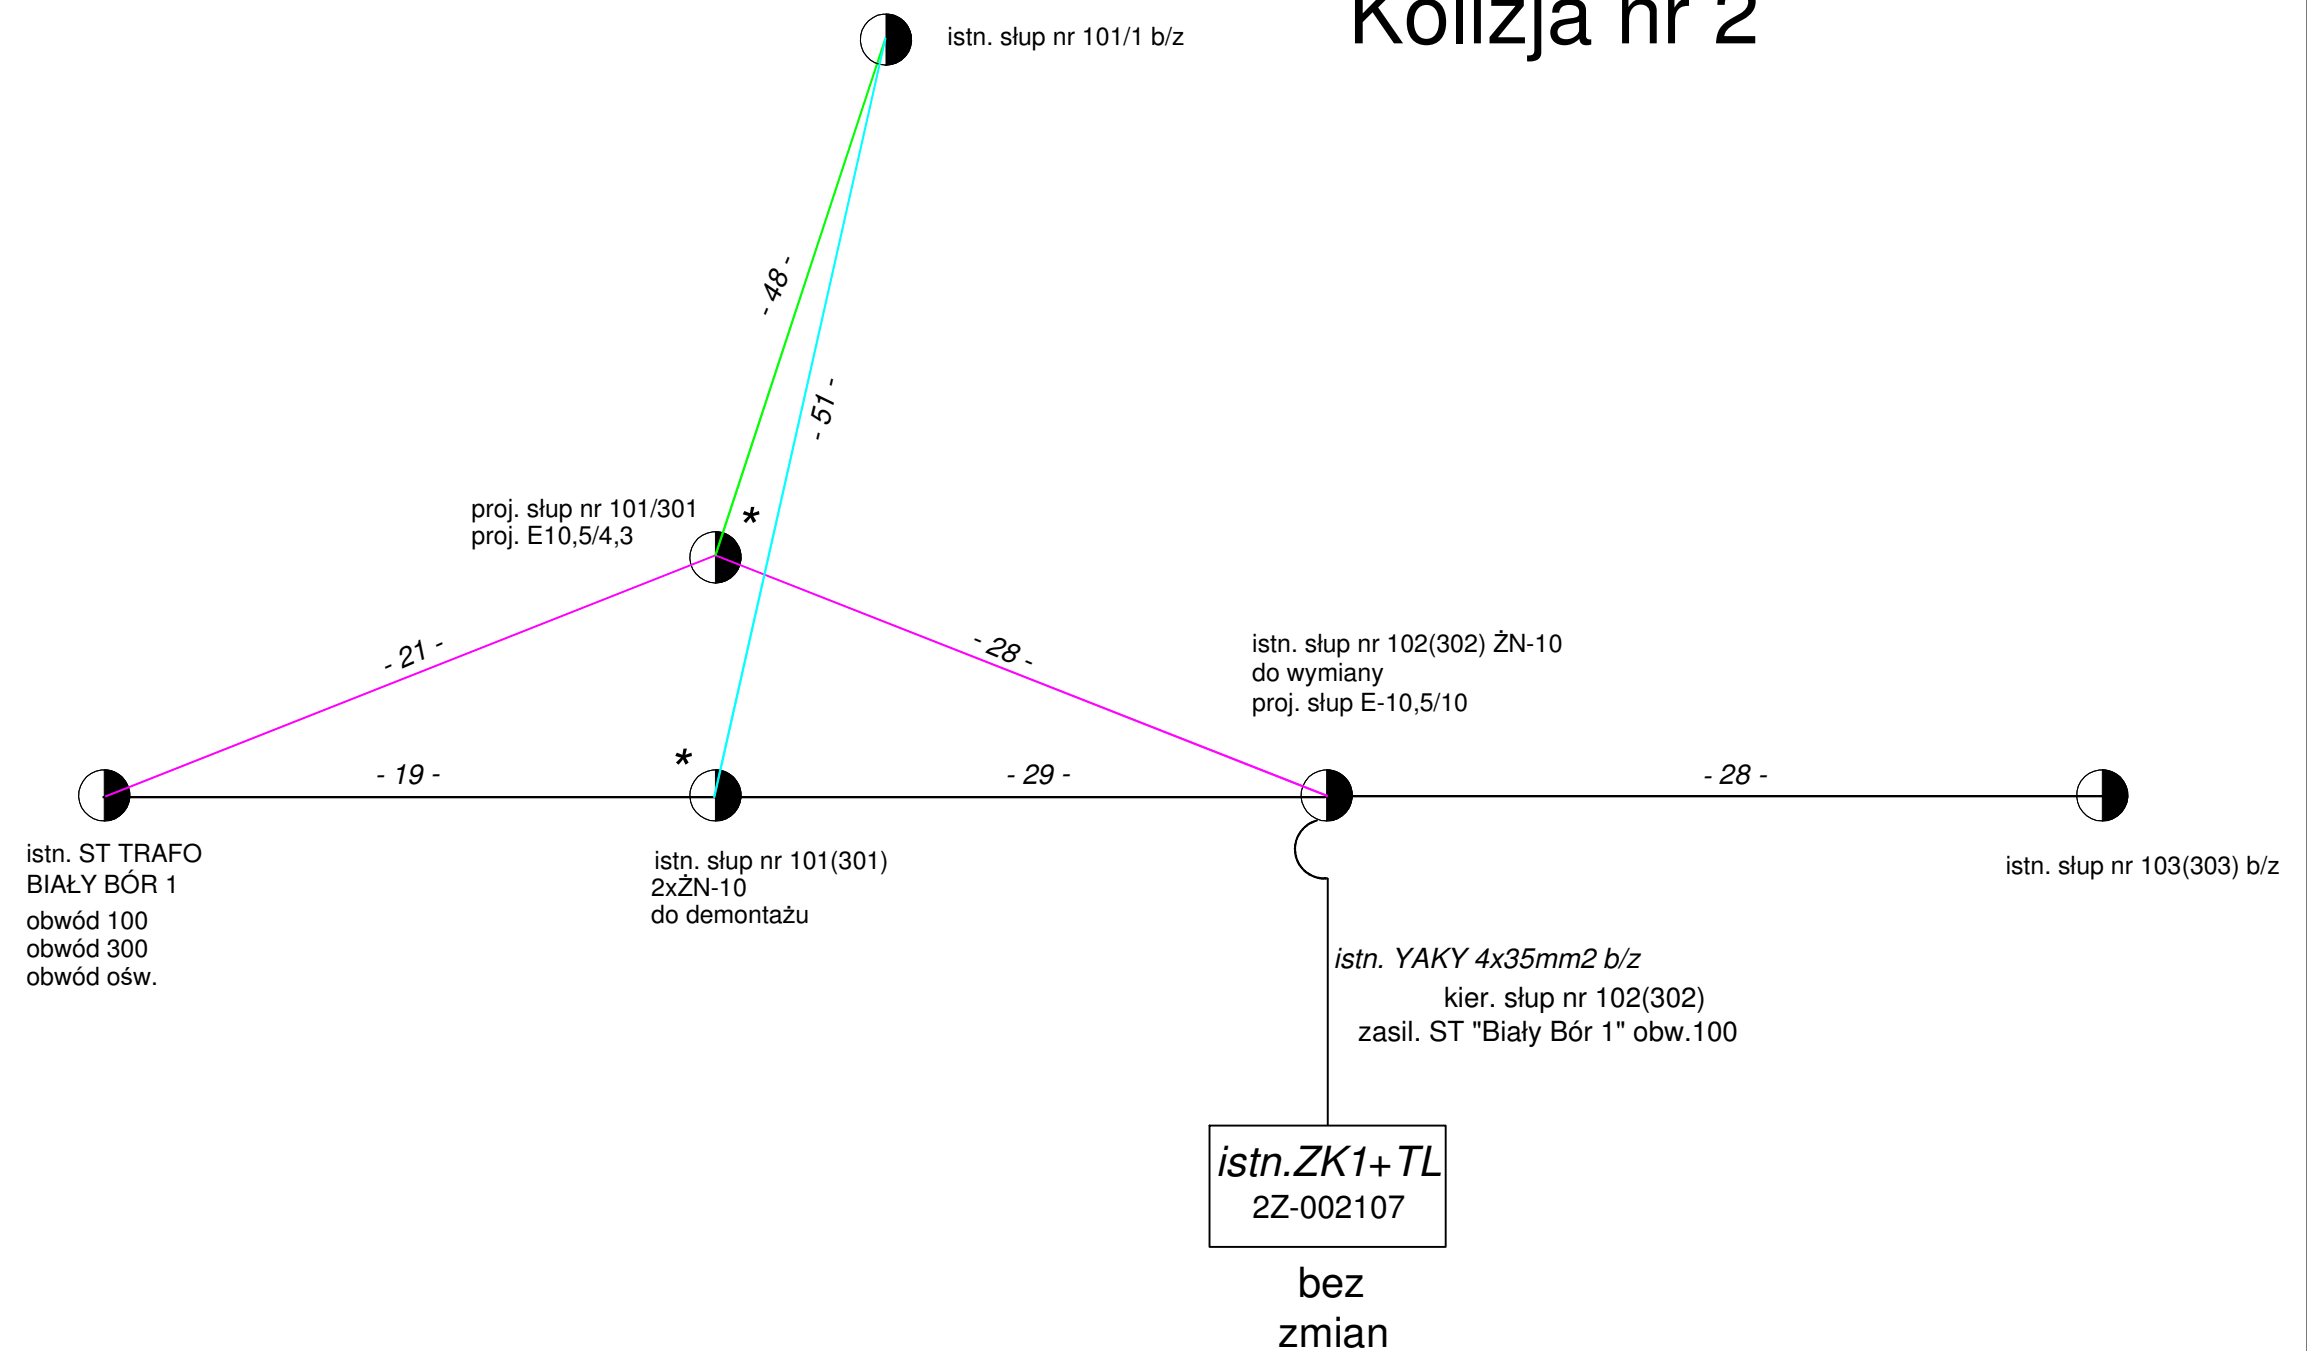 Kolizja nr 2
istn. słup nr 101/1 b/z
- 48 -
- 51 -
proj. słup nr 101/301
proj. E10,5/4,3
*
- 21 -
- 28 -
istn. słup nr 102(302) ŻN-10
do wymiany
proj. słup E-10,5/10
*
- 19 -
- 29 -
- 28 -
istn. ST TRAFO
BIAŁY BÓR 1
obwód 100
obwód 300
obwód ośw.
istn. słup nr 101(301)
2xŻN-10
do demontażu
istn. słup nr 103(303) b/z
istn. YAKY 4x35mm2 b/z
kier. słup nr 102(302)
zasil. ST "Biały Bór 1" obw.100
istn.ZK1+TL
2Z-002107
bez
zmian